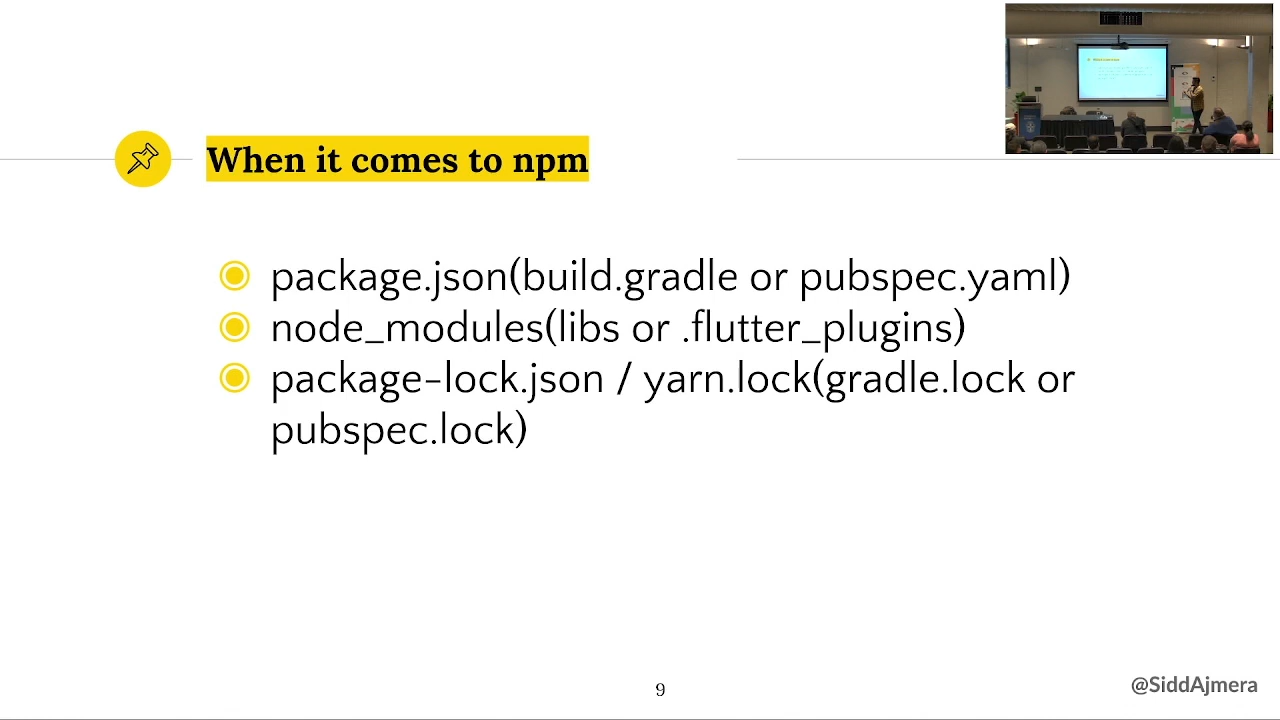 When it comes to npm
package.json(build.gradle or pubspec.yaml)
node_modules(libs or .flutter_plugins)
package-lock.json / yarn.lock(gradle.lock or
pubspec.lock)
9
@SiddAjmera